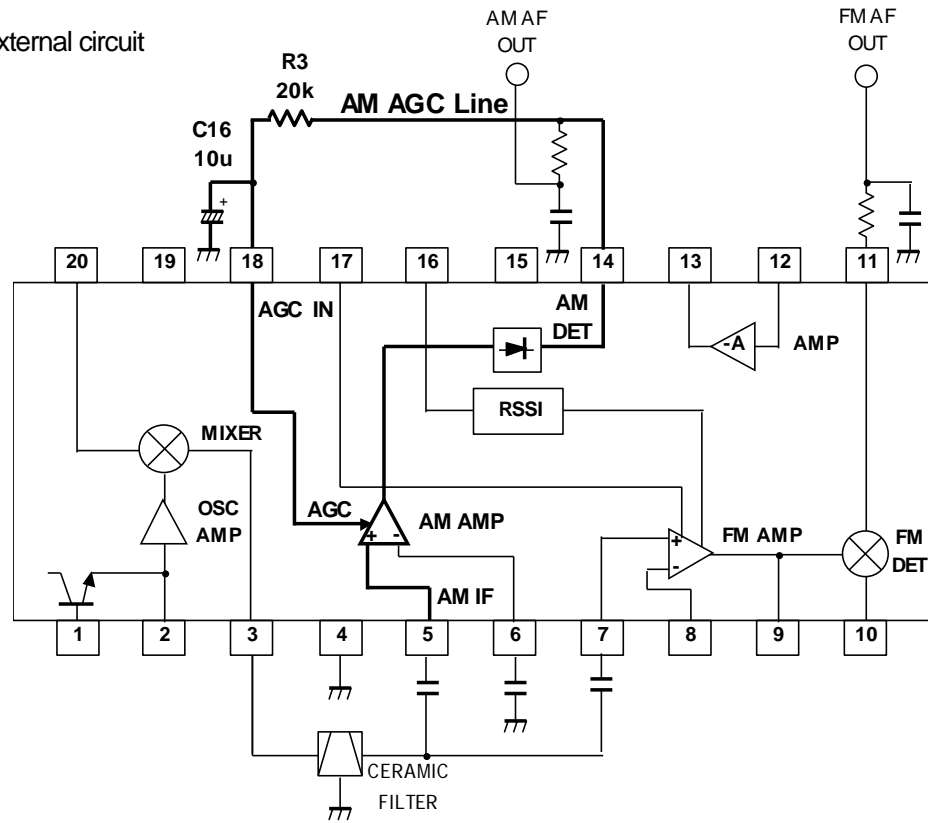 xternal circuit
AM AF
OUT
FM AF
OUT
R3
20k
AM AGC Line
C16
10u
+
20
19
18
17
16
15
14
13
12
11
AGC IN
AM
DET
-A
AMP
RSSI
MIXER
OSC
AMP
AGC
AM AMP
+
-
FM AMP
+
-
FM
DET
AM IF
1
2
3
4
5
6
7
8
9
10
CERAMIC
FILTER